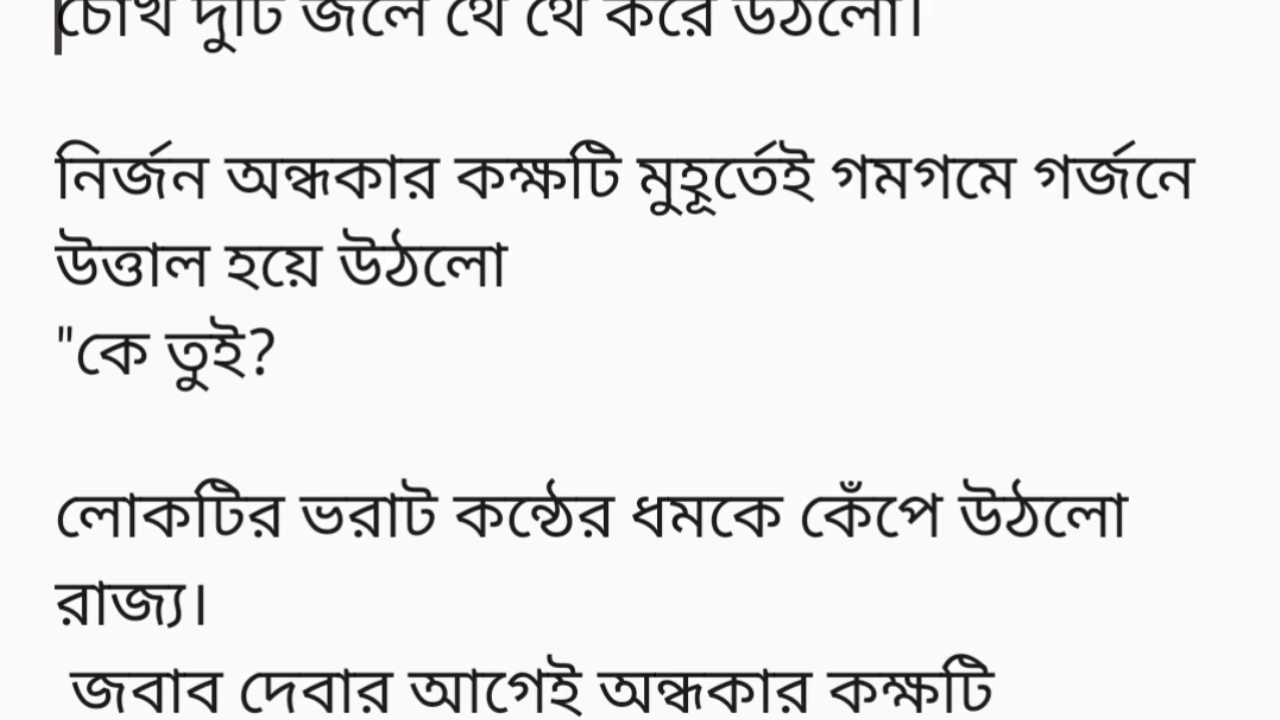 চোখ দুটি জলে থৈ থৈ করে উঠলো।
নির্জন অন্ধকার কক্ষটি মুহূর্তেই গমগমে গর্জনে
উত্তাল হয়ে উঠলো
"কে তুই?
লোকটির ভরাট কন্ঠের ধমকে কেঁপে উঠলো
রাজ্য।
জবাব দেবার আগেই অন্ধকার কক্ষটি